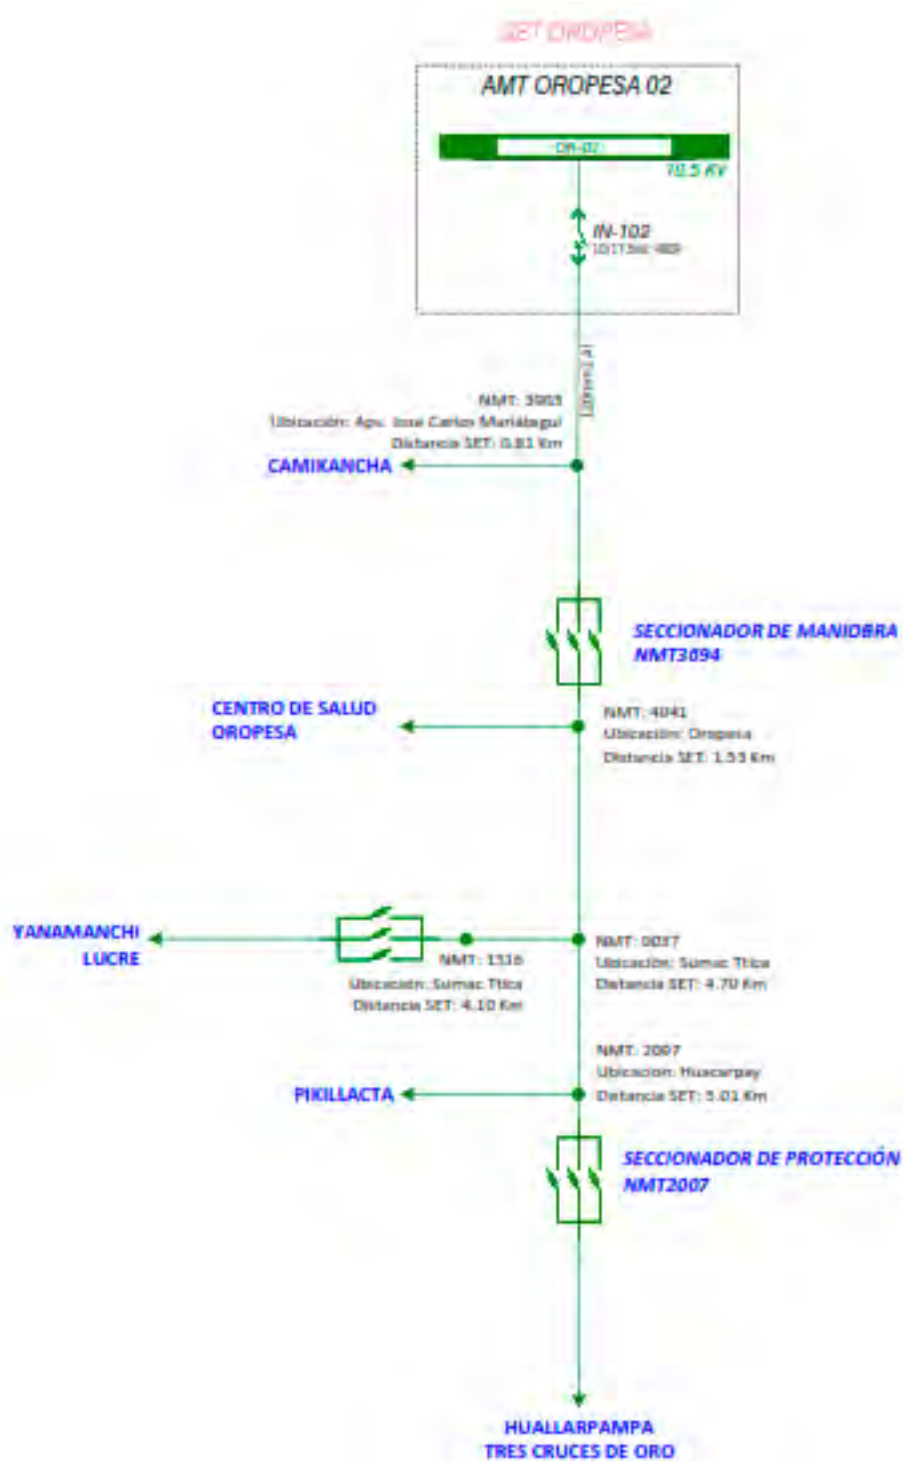 SET OROPESA
AMT OROPESA 02
OR-02
10.5 KV
IN-102
NMT: 3903
Ubicación: Apv. José Carlos Mariátegui
Distancia SET: 0.81 Km
CAMIKANCHA
SECCIONADOR DE MANIOBRA
NMT3094
CENTRO DE SALUD
OROPESA
NMT: 4041
Ubicación: Oropesa
Distancia SET: 1.53 Km
YANAMANCHI
LUCRE
NMT: 1316
Ubicación: Sumac Ttica
Distancia SET: 4.10 Km
NMT: 0037
Ubicación: Sumac Ttica
Distancia SET: 4.70 Km
NMT: 2007
Ubicacion: Huacarpay
Distancia SET: 5.01 Km
PIKILLACTA
SECCIONADOR DE PROTECCIÓN
NMT2007
HUALLARPAMPA
TRES CRUCES DE ORO